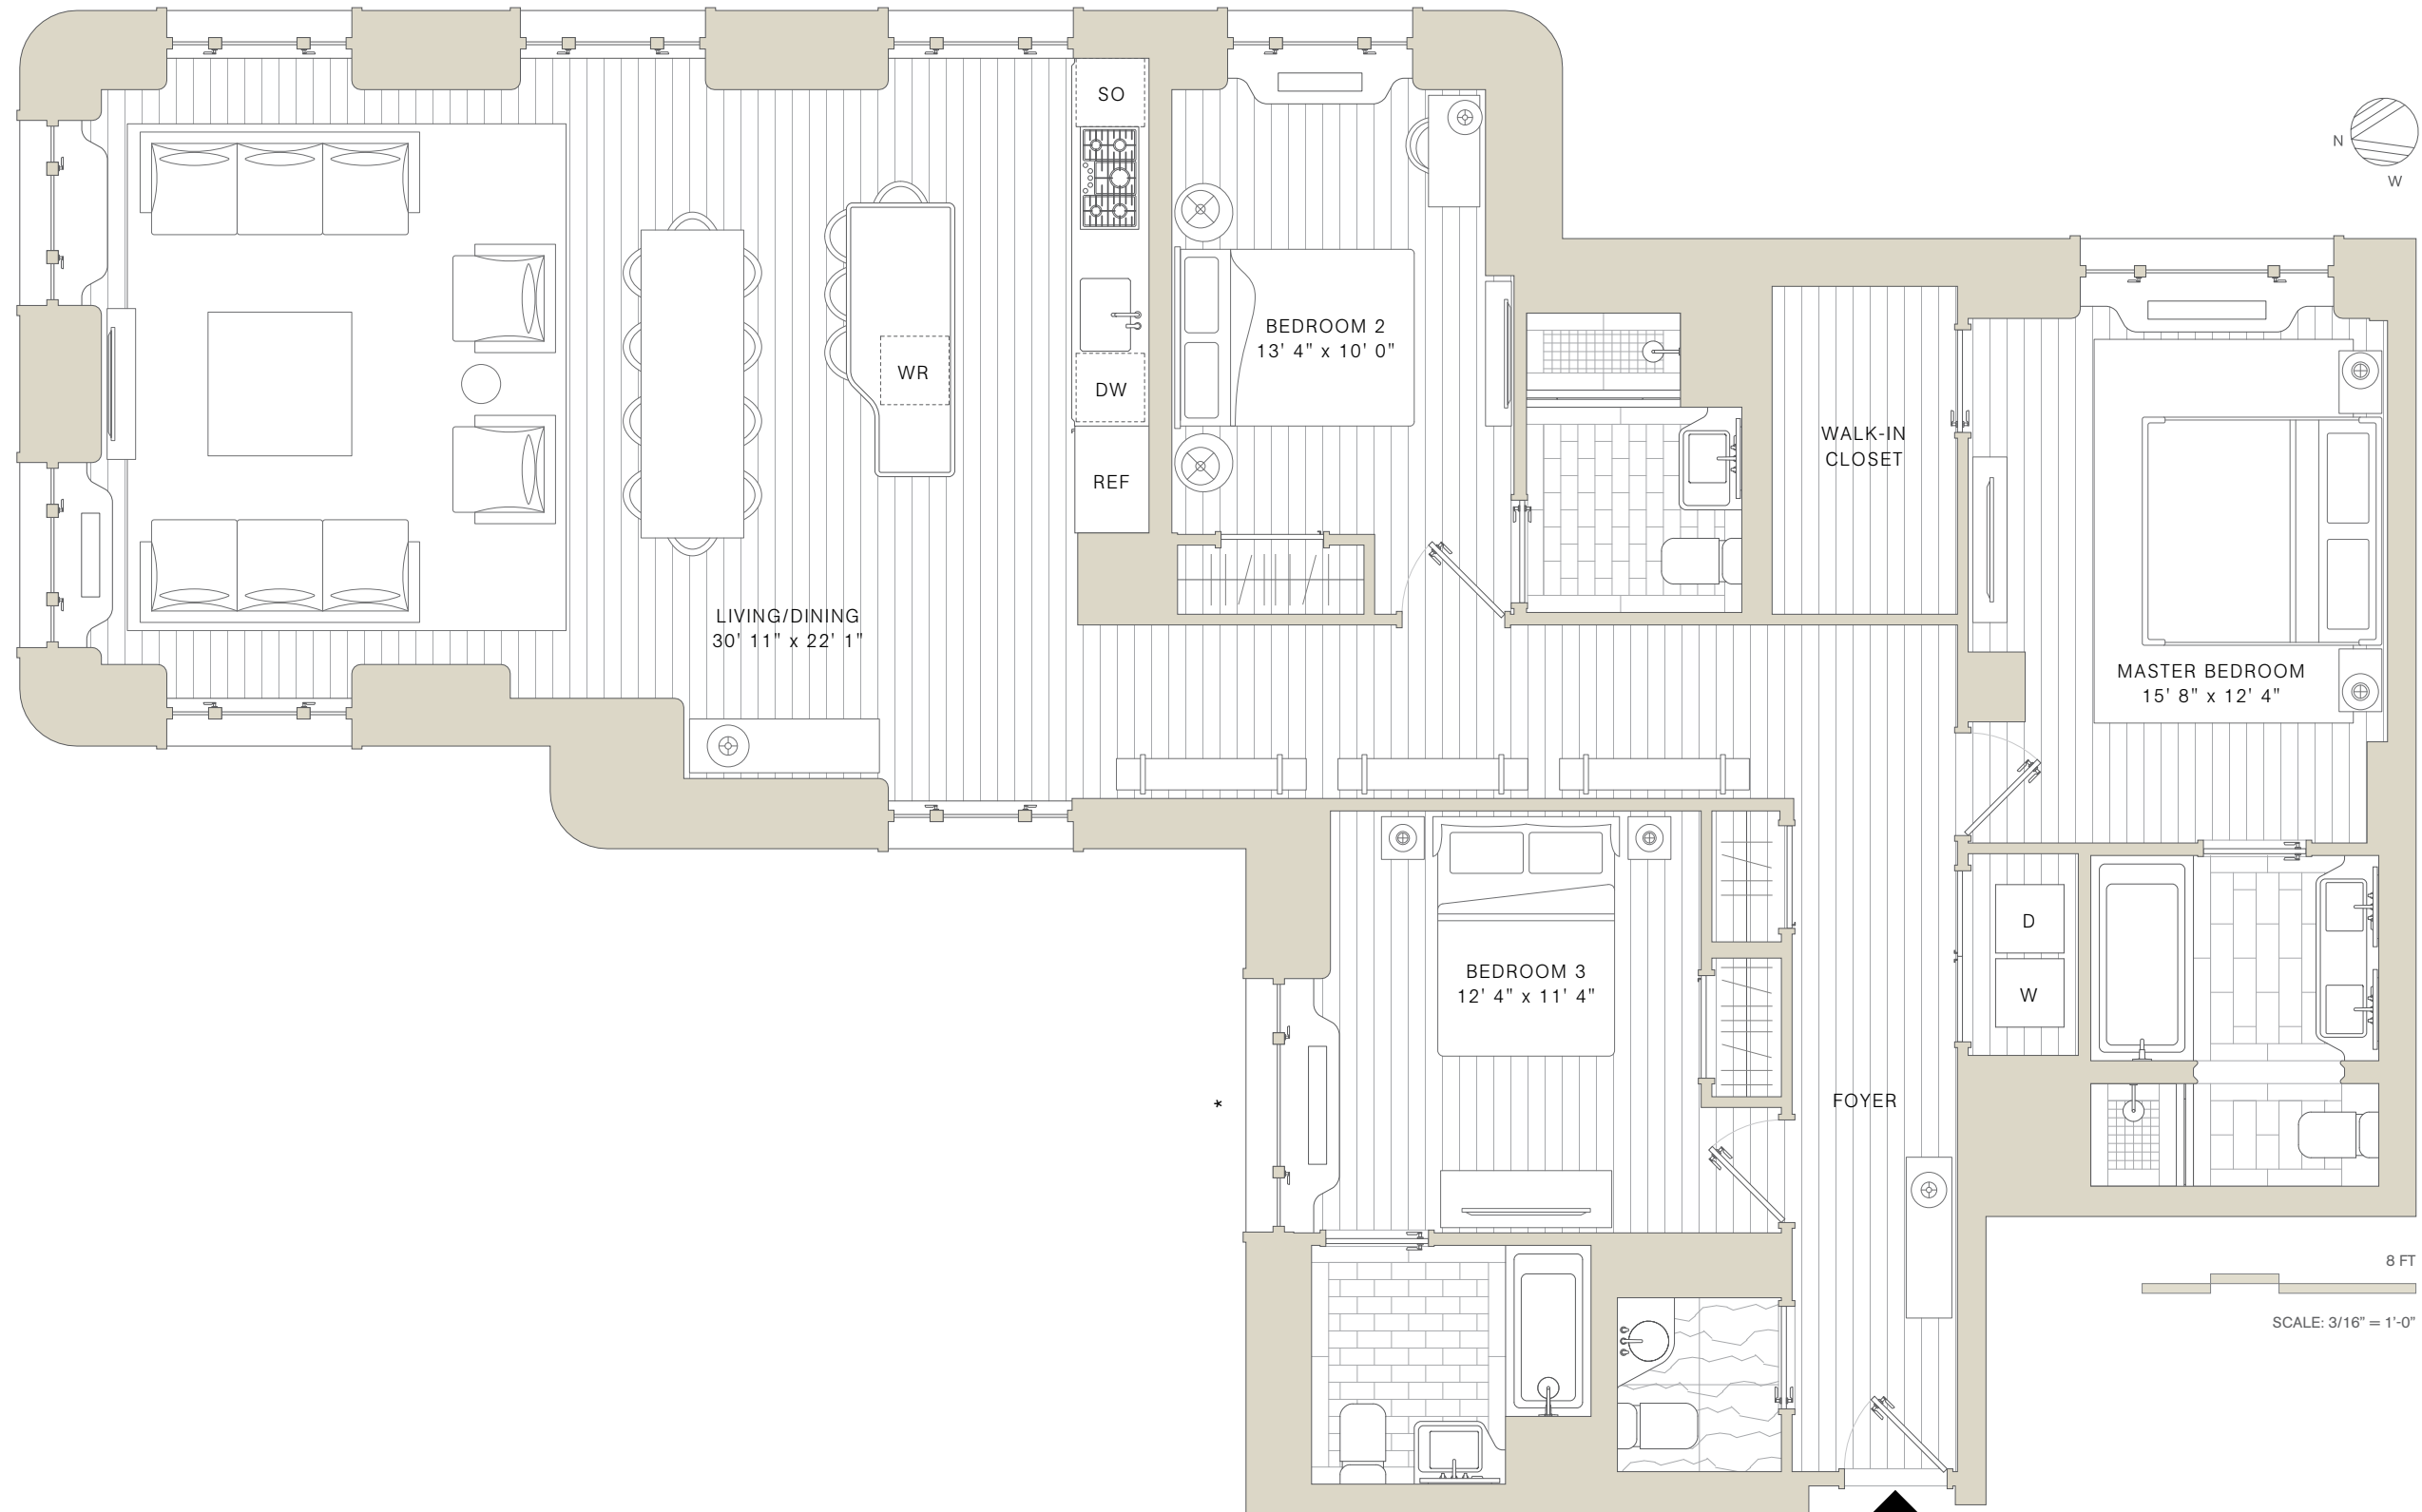 SO
N
W
BEDROOM 2
13' 4" x 10' 0"
WR
DW
REF
WALK-IN
CLOSET
LIVING/DINING
30' 11" x 22' 1"
MASTER BEDROOM
15' 8" x 12' 4"
D
W
BEDROOM 3
12' 4" x 11' 4"
*
FOYER
8 FT
SCALE: 3/16" = 1'-0"